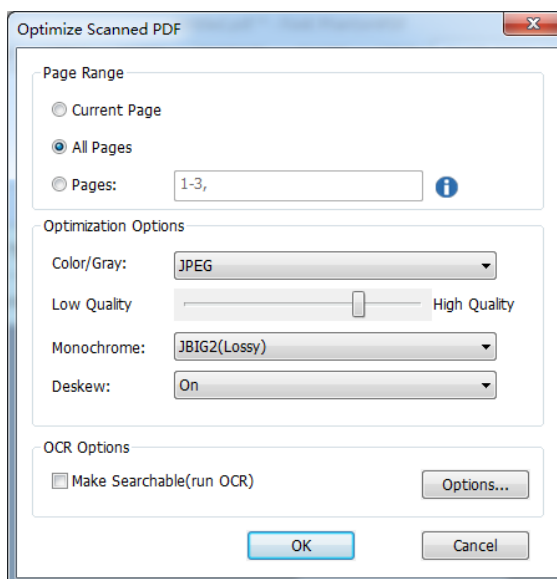 Optimize Scanned PDF
Page Range
Current Page
All Pages
Pages: 1-3,
Optimization Options
Color/Gray: JPEG
Low Quality High Quality
Monochrome: JBIG2(Lossy)
Deskew: On
OCR Options
Make Searchable(run OCR) Options...
OK Cancel